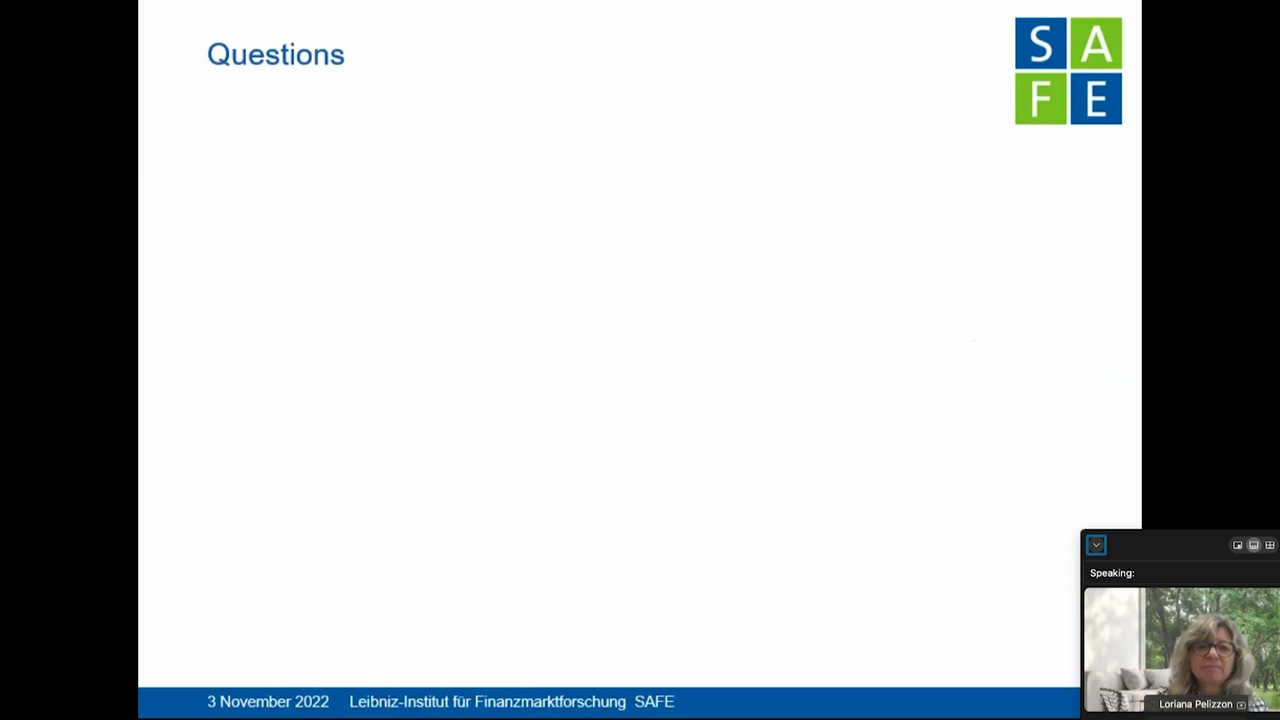 Questions
S A
F E
Speaking:
Loriana Pelizzon
3 November 2022 Leibniz-Institut für Finanzmarktforschung SAFE